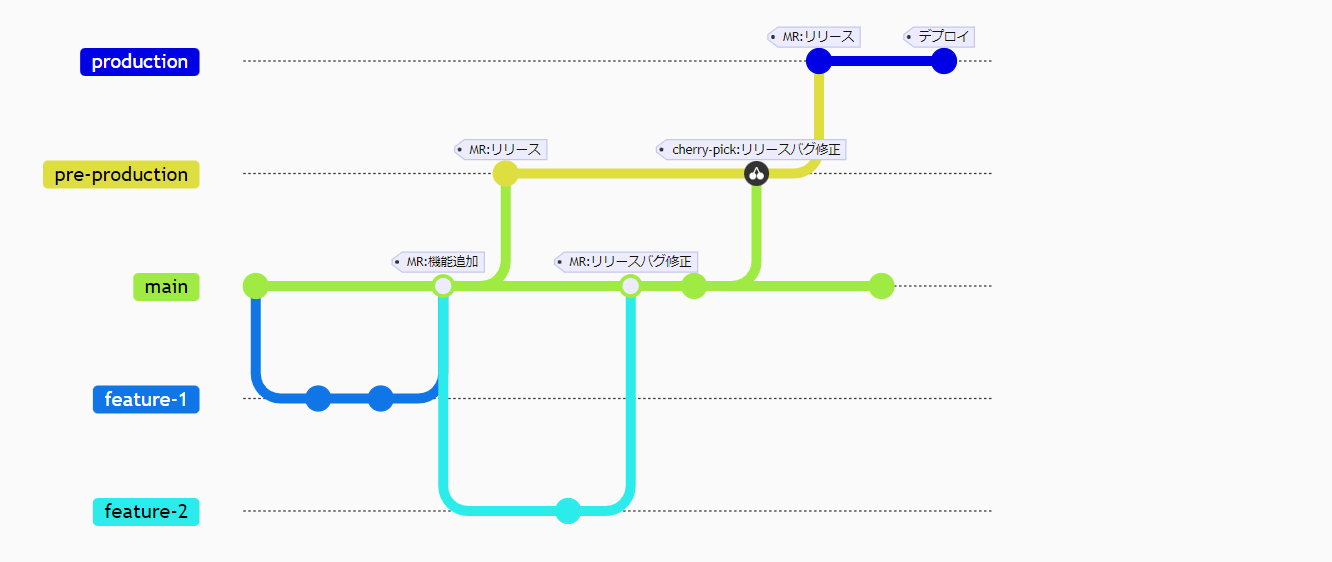 MR:リリース
デプロイ
production
MR:リリース
cherry-pick:リリースバグ修正
pre-production
MR:機能追加
MR:リリースバグ修正
main
feature-1
feature-2